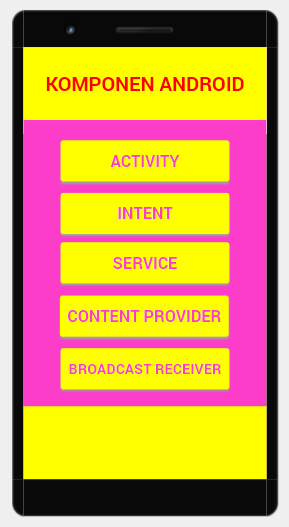 KOMPONEN ANDROID
ACTIVITY
INTENT
SERVICE
CONTENT PROVIDER
BROADCAST RECEIVER